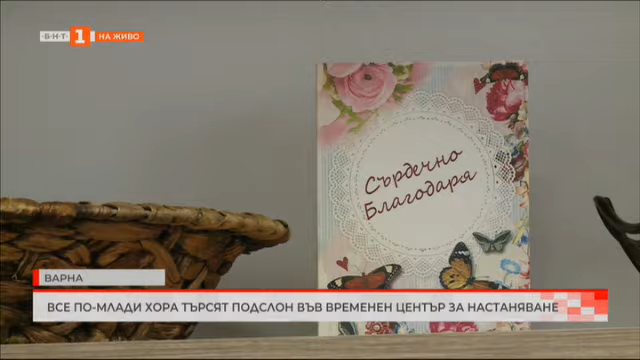 БНТ 1 НА ЖИВО
Сърдечно
Благодаря
ВАРНА
ВСЕ ПО-МЛАДИ ХОРА ТЪРСЯТ ПОДСЛОН ВЪВ ВРЕМЕНЕН ЦЕНТЪР ЗА НАСТАНЯВАНЕ